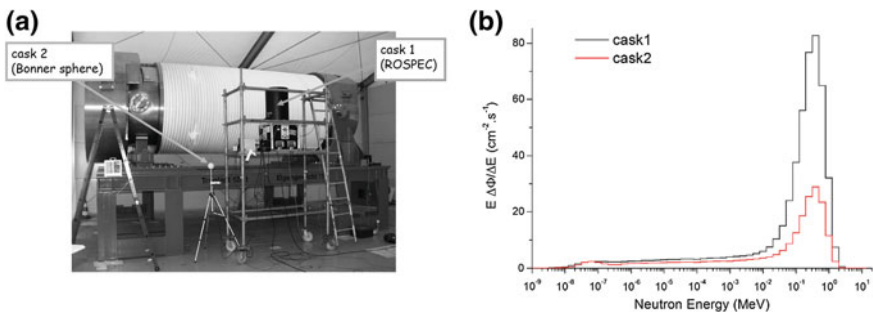 (a)
cask 2
(Bonner sphere)
cask 1
(ROSPEC)
(b)
cask1
cask2
E ΔΦ/ΔE (cm⁻².s⁻¹)
80
60
40
20
0
10⁻⁹ 10⁻⁸ 10⁻⁷ 10⁻⁶ 10⁻⁵ 10⁻⁴ 10⁻³ 10⁻² 10⁻¹ 10⁰ 10¹
Neutron Energy (MeV)